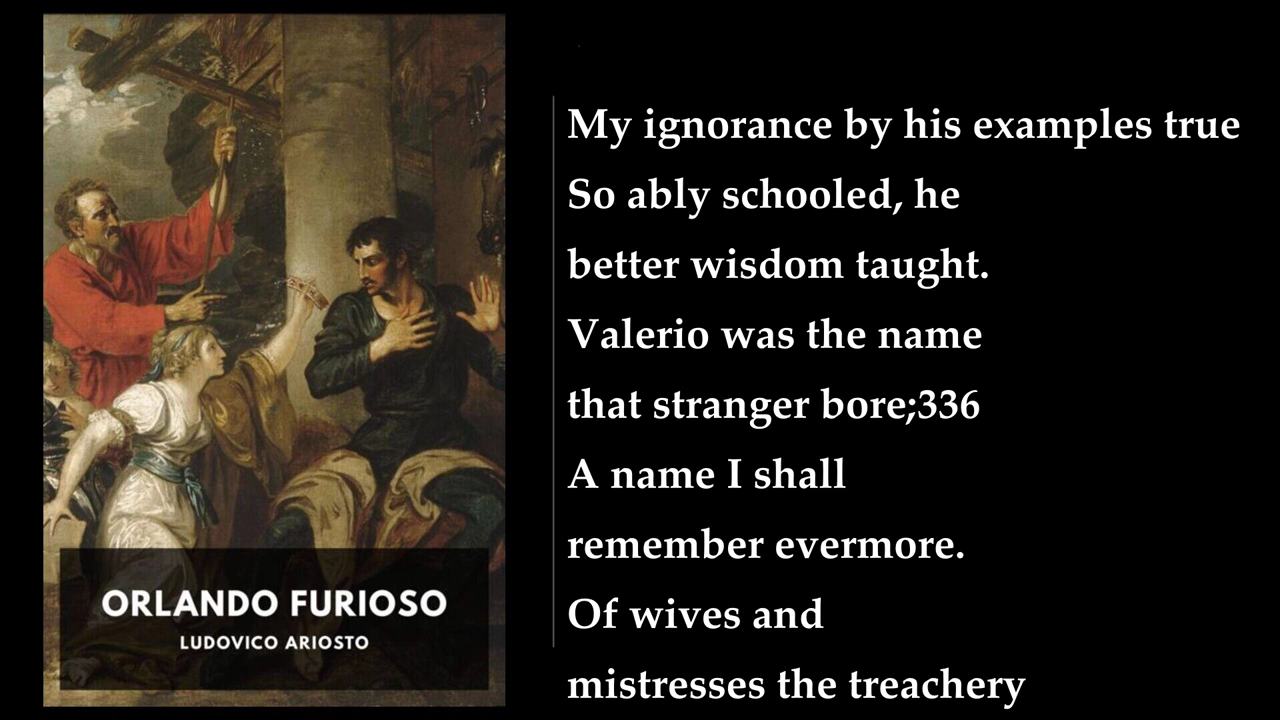 ORLANDO FURIOSO
LUDOVICO ARIOSTO
My ignorance by his examples true
So ably schooled, he
better wisdom taught.
Valerio was the name
that stranger bore;336
A name I shall
remember evermore.
Of wives and
mistresses the treachery